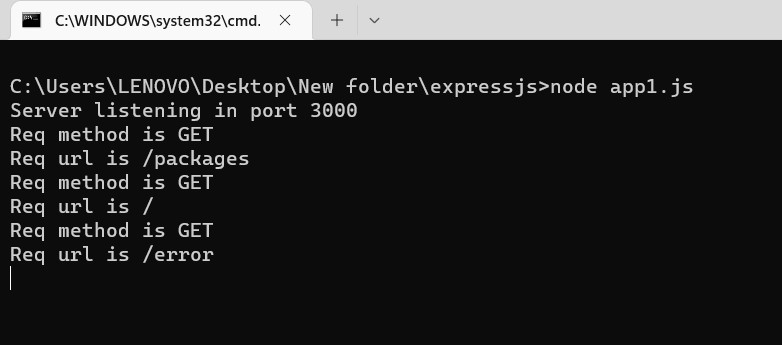 C:\WINDOWS\system32\cmd.
C:\Users\LENOVO\Desktop\New folder\expressjs>node app1.js
Server listening in port 3000
Req method is GET
Req url is /packages
Req method is GET
Req url is /
Req method is GET
Req url is /error